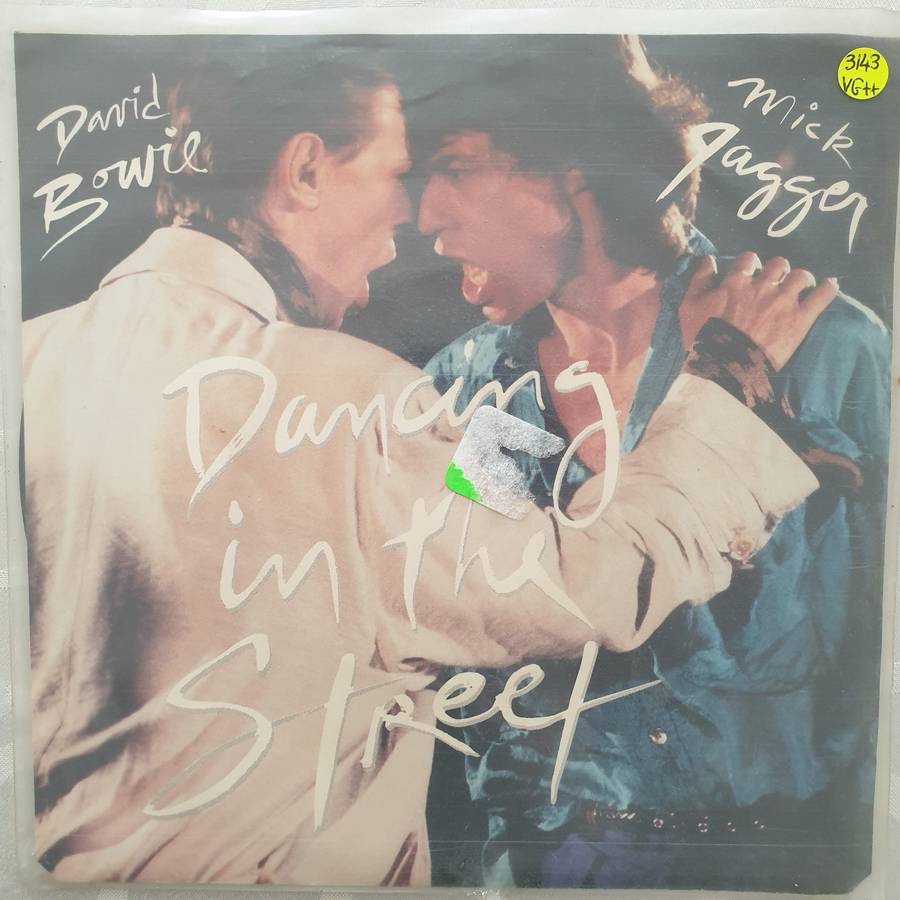 David
Bowie
Mick
Jagger
3143
VG++
Dancing
in the
Street